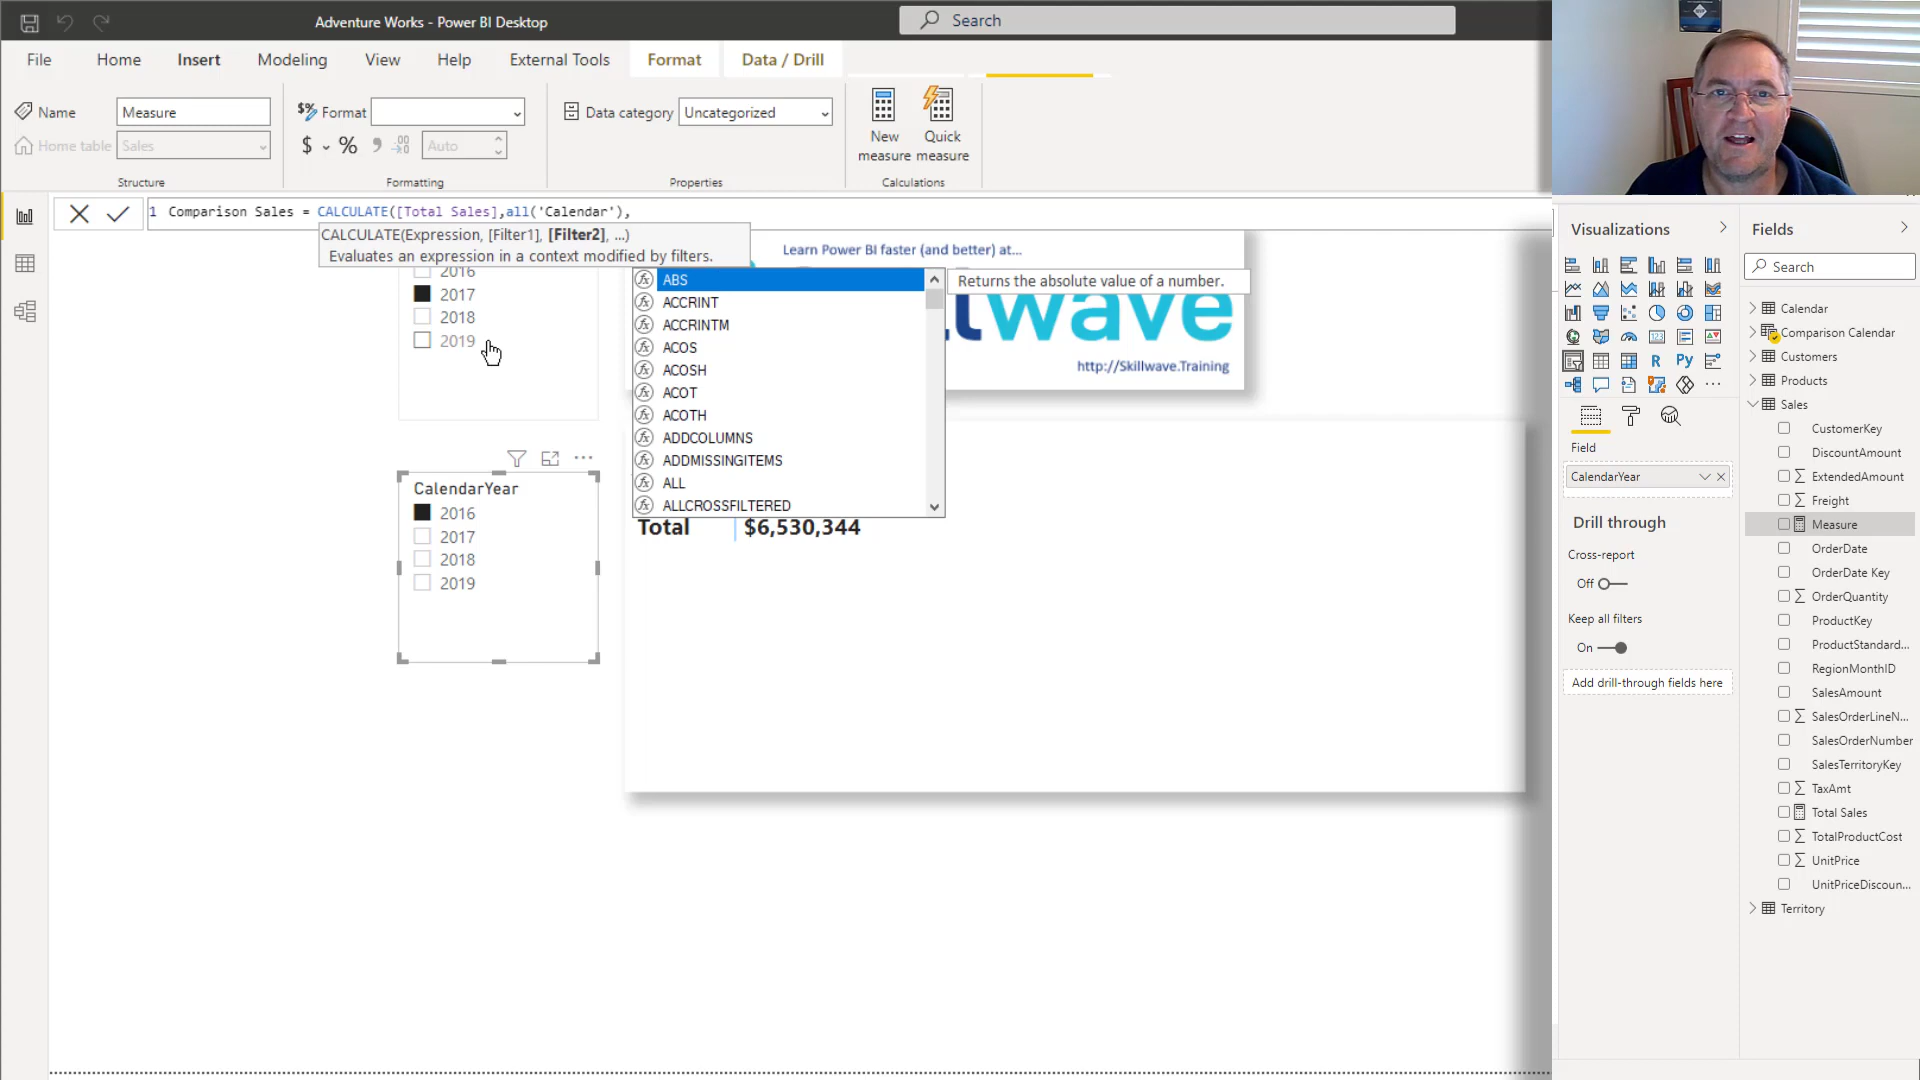 Adventure Works - Power BI Desktop
Search
File
Home
Insert
Modeling
View
Help
External Tools
Format
Data / Drill
Name
Measure
Home table
Sales
Structure
$% Format
$
%
Auto
Formatting
Data category
Uncategorized
Properties
New measure
Quick measure
Calculations
1 Comparison Sales = CALCULATE([Total Sales],all('Calendar'),
CALCULATE(Expression, [Filter1], [Filter2], ...)
Evaluates an expression in a context modified by filters.
2016
2017
2018
2019
Learn Power BI faster (and better) at...
lwave
http://Skillwave.Training
ABS
Returns the absolute value of a number.
ACCRINT
ACCRINTM
ACOS
ACOSH
ACOT
ACOTH
ADDCOLUMNS
ADDMISSINGITEMS
ALL
ALLCROSSFILTERED
Total
$6,530,344
CalendarYear
2016
2017
2018
2019
Visualizations
R
Py
Field
CalendarYear
Drill through
Cross-report
Off
Keep all filters
On
Add drill-through fields here
Fields
Search
Calendar
Comparison Calendar
Customers
Products
Sales
CustomerKey
DiscountAmount
ExtendedAmount
Freight
Measure
OrderDate
OrderDate Key
OrderQuantity
ProductKey
ProductStandard...
RegionMonthID
SalesAmount
SalesOrderLineN...
SalesOrderNumber
SalesTerritoryKey
TaxAmt
Total Sales
TotalProductCost
UnitPrice
UnitPriceDiscoun...
Territory